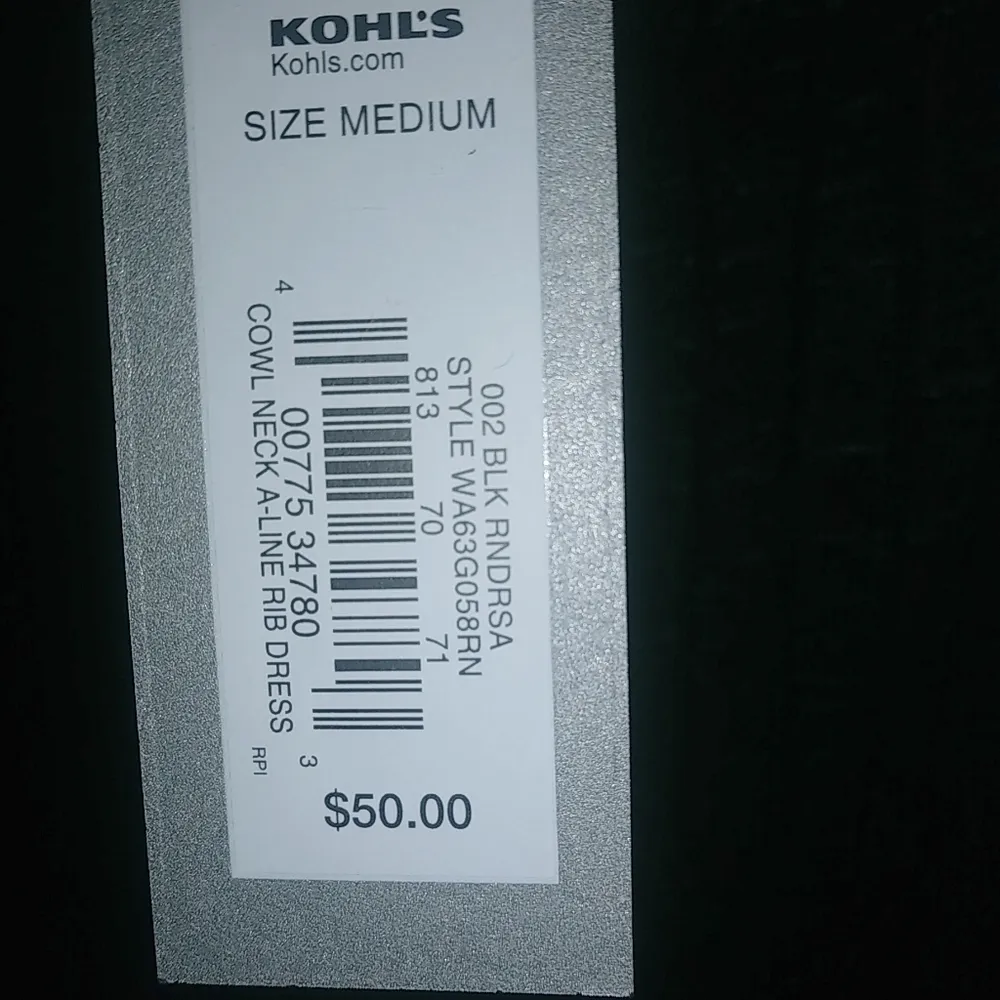 KOHL'S
Kohls.com
SIZE MEDIUM
002 BLK RNDRSA
STYLE WA63G058RN
813 70 71
4 00775 34780 3
COWL NECK A-LINE RIB DRESS
RPI
$50.00